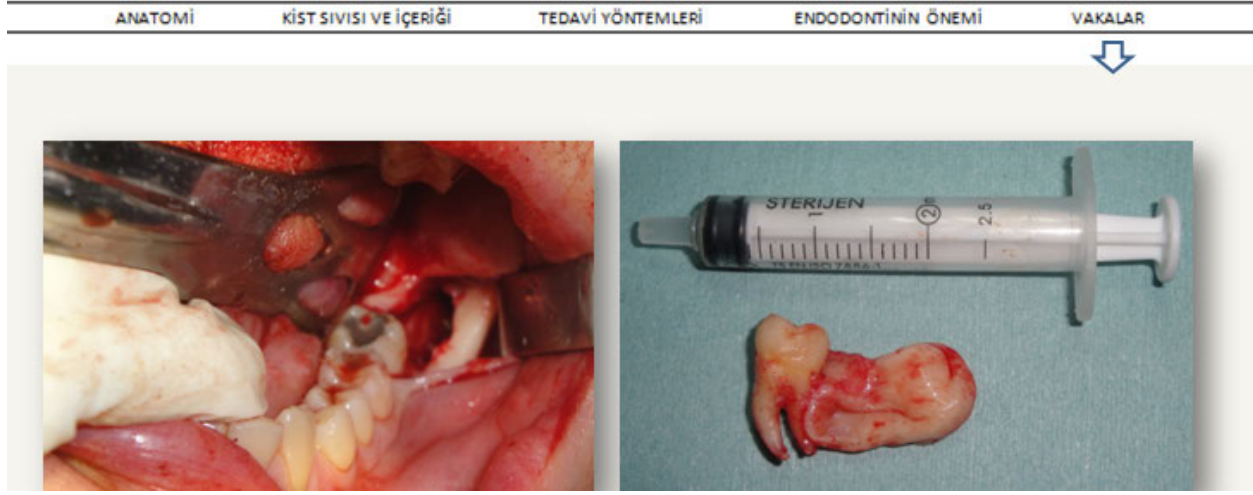 ANATOMİ KİST SIVISI VE İÇERİĞİ TEDAVİ YÖNTEMLERİ ENDODONTİNİN ÖNEMİ VAKALAR
STERIJEN
1 2 2.5